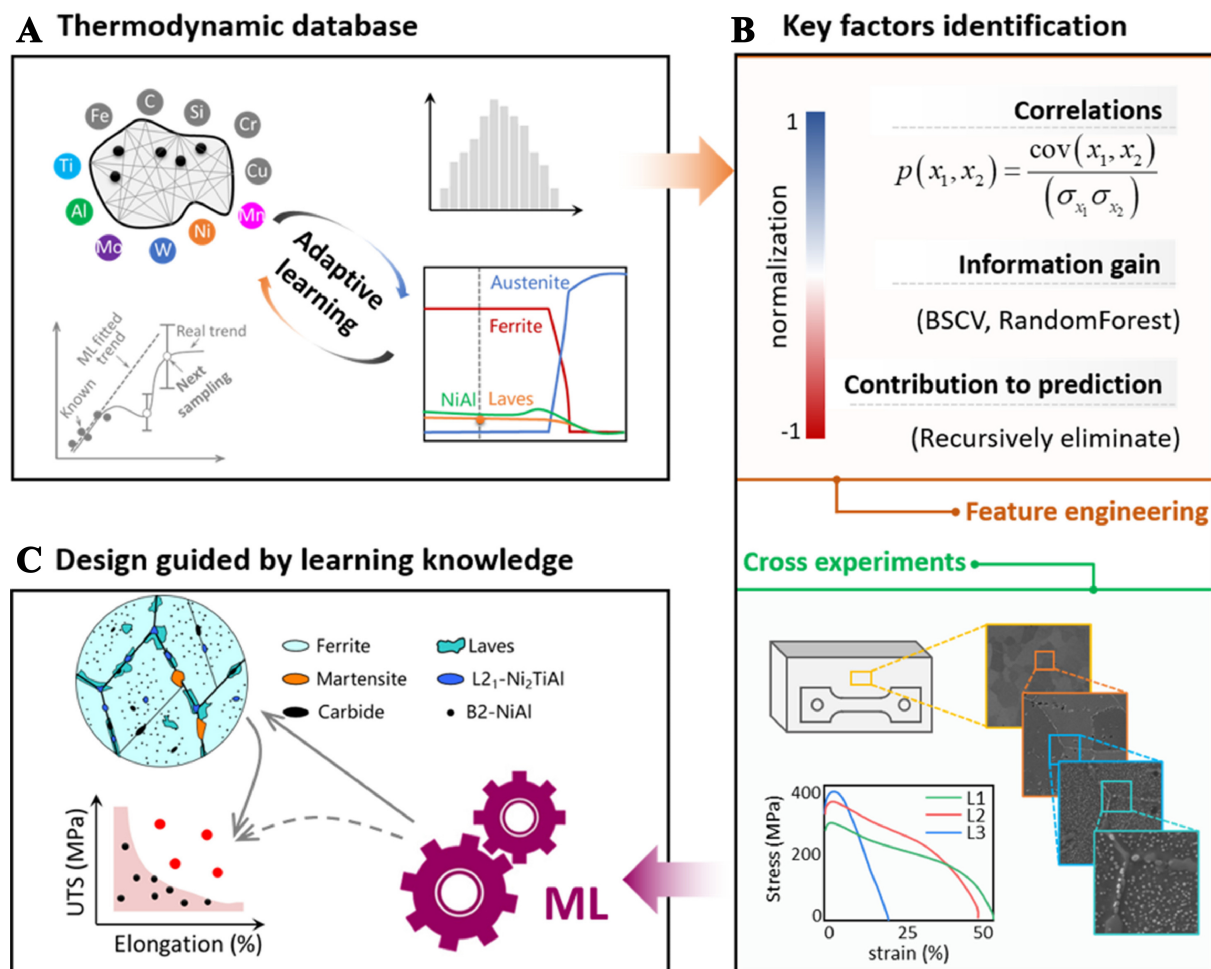 A Thermodynamic database
Fe
C
Si
Cr
Cu
Mn
Ni
W
Mo
Al
Ti
Adaptive
learning
ML fitted
trend
Real trend
Known
Next
sampling
Austenite
Ferrite
NiAl
Laves
B Key factors identification
1
normalization
-1
Correlations
p(x₁, x₂) = cov(x₁, x₂) / (σₓ₁ σₓ₂)
Information gain
(BSCV, RandomForest)
Contribution to prediction
(Recursively eliminate)
Feature engineering
Cross experiments
400
200
0
Stress (MPa)
L1
L2
L3
0
25
50
strain (%)
C Design guided by learning knowledge
Ferrite
Laves
Martensite
L2₁-Ni₂TiAl
Carbide
B2-NiAl
UTS (MPa)
Elongation (%)
ML